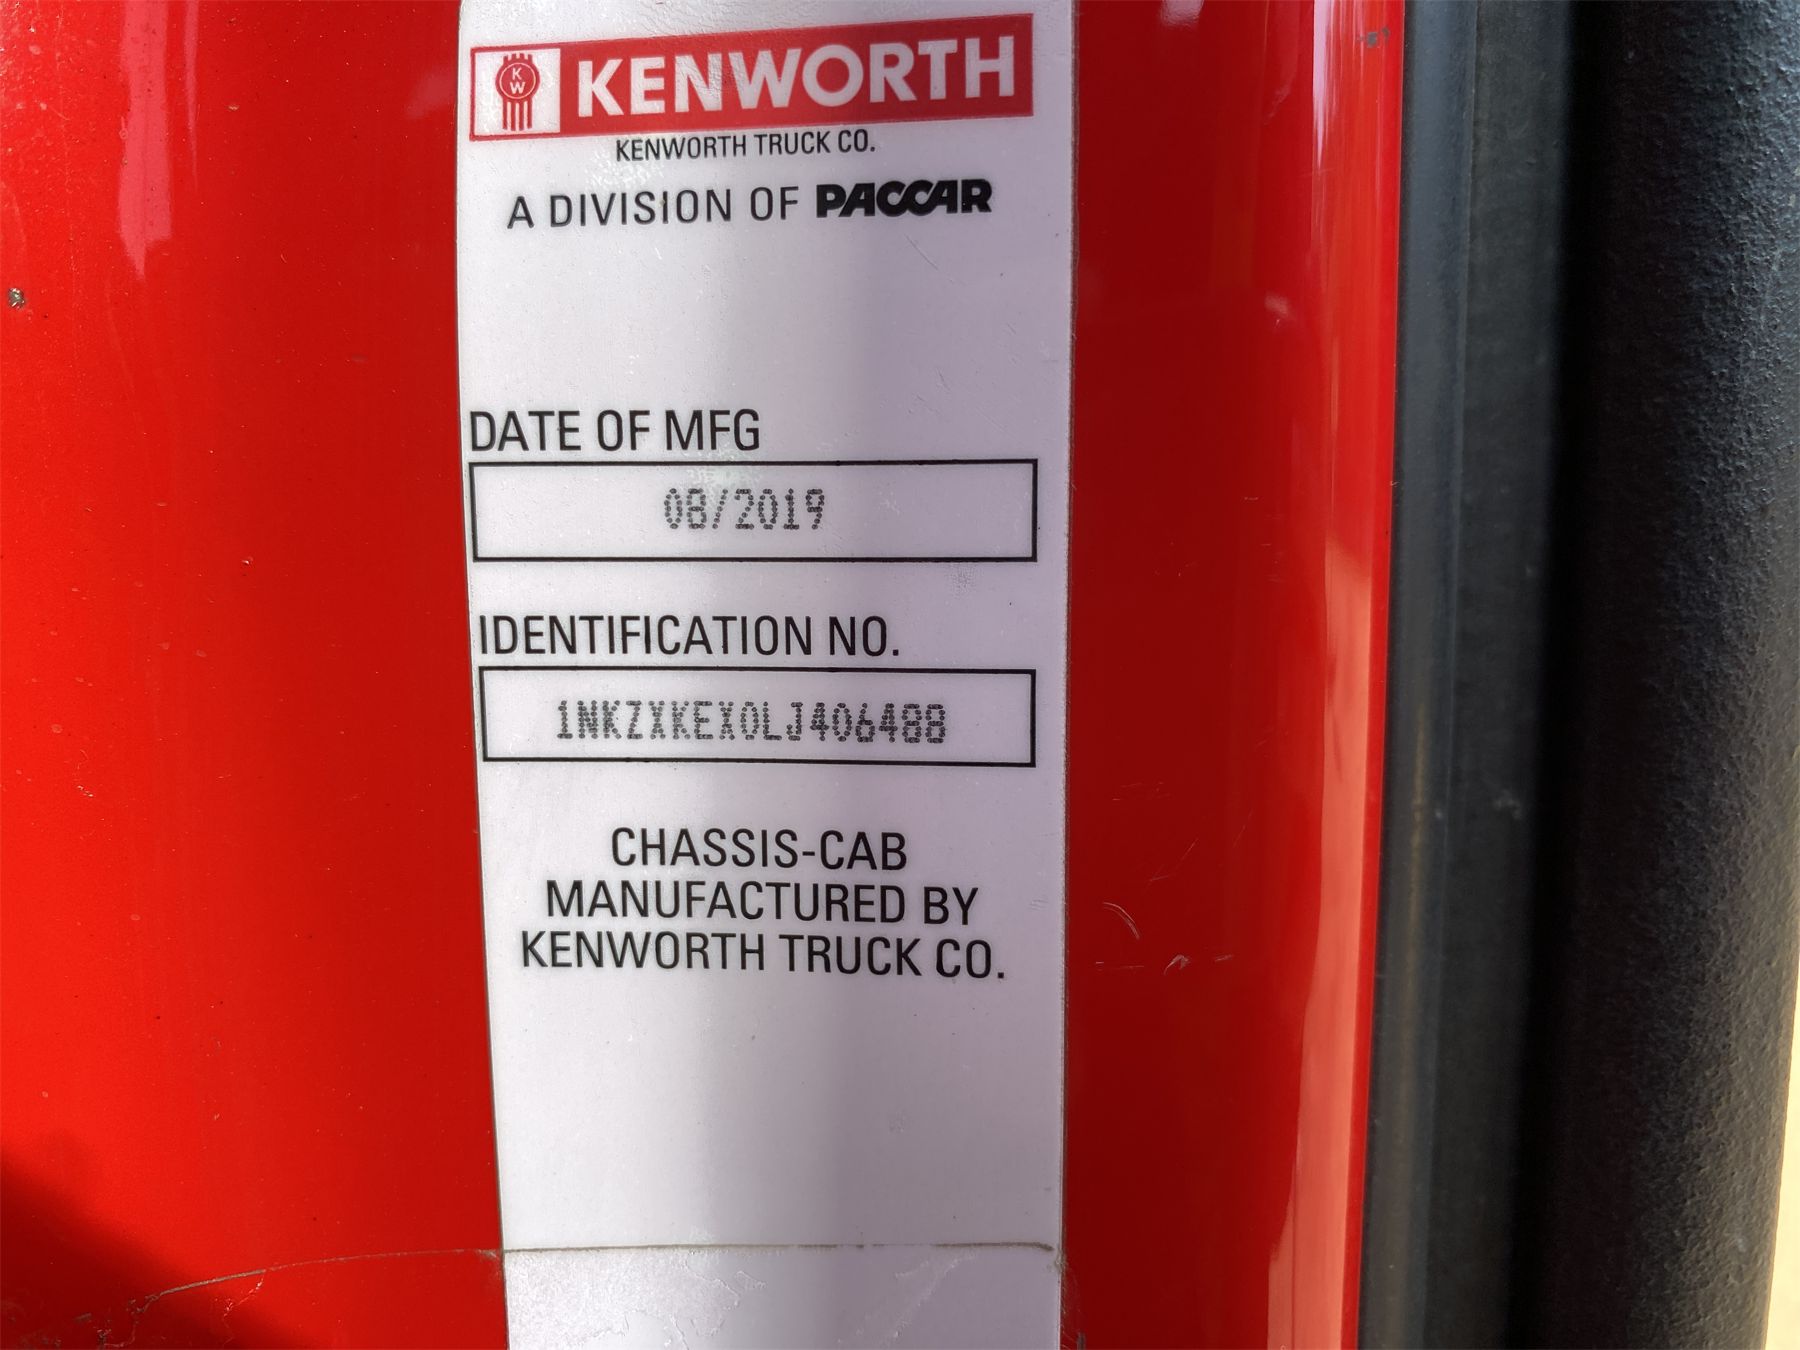 KW KENWORTH
KENWORTH TRUCK CO.
A DIVISION OF PACCAR
DATE OF MFG
08/2019
IDENTIFICATION NO.
1NKZXKEX0LJ406488
CHASSIS-CAB
MANUFACTURED BY
KENWORTH TRUCK CO.